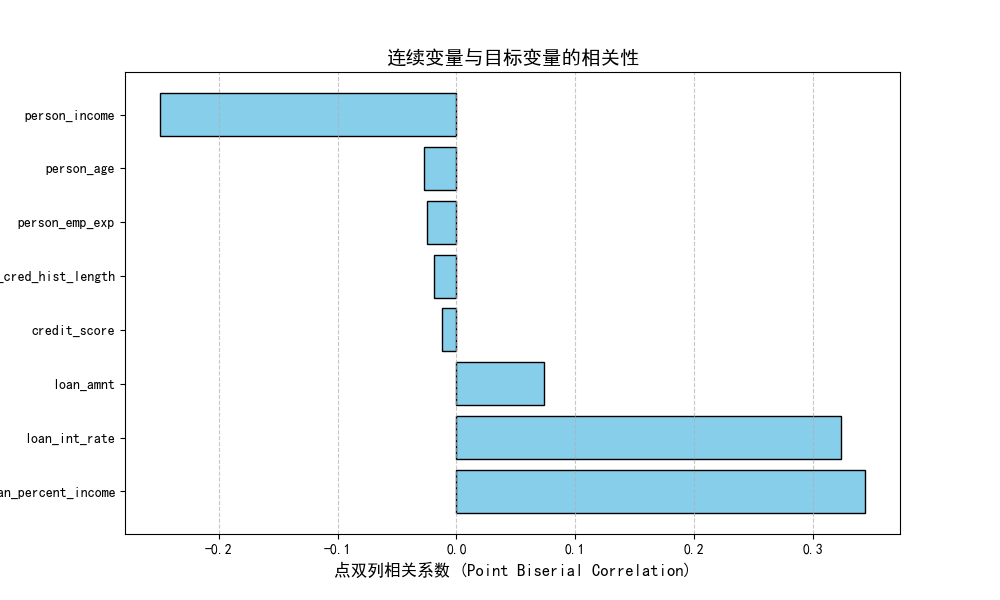 连续变量与目标变量的相关性
person_income
person_age
person_emp_exp
_cred_hist_length
credit_score
loan_amnt
loan_int_rate
an_percent_income
-0.2 -0.1 0.0 0.1 0.2 0.3
点双列相关系数 (Point Biserial Correlation)